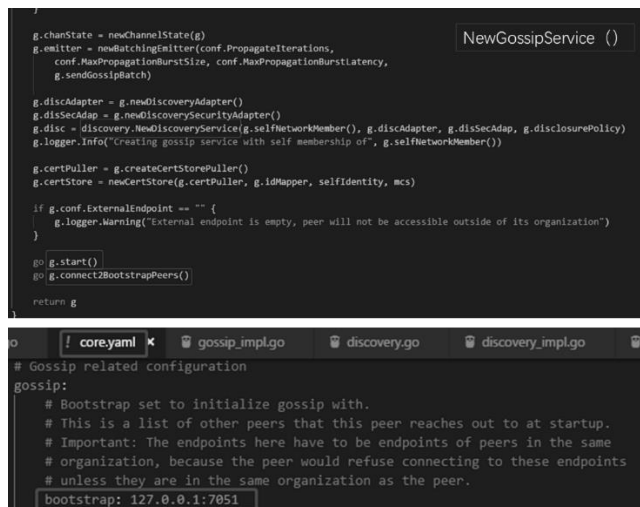 }
NewGossipService ()
g.chanState = newChannelState(g)
g.emitter = newBatchingEmitter(conf.PropagateIterations,
conf.MaxPropagationBurstSize, conf.MaxPropagationBurstLatency,
g.sendGossipBatch)
g.discAdapter = g.newDiscoveryAdapter()
g.disSecAdap = g.newDiscoverySecurityAdapter()
g.disc = discovery.NewDiscoveryService(g.selfNetworkMember(), g.discAdapter, g.disSecAdap, g.disclosurePolicy)
g.logger.Info("Creating gossip service with self membership of", g.selfNetworkMember())
g.certPuller = g.createCertStorePuller()
g.certStore = newCertStore(g.certPuller, g.idMapper, selfIdentity, mcs)
if g.conf.ExternalEndpoint == "" {
g.logger.Warning("External endpoint is empty, peer will not be accessible outside of its organization")
}
go g.start()
go g.connect2BootstrapPeers()
return g
}
go ! core.yaml × gossip_impl.go discovery.go discovery_impl.go
# Gossip related configuration
gossip:
# Bootstrap set to initialize gossip with.
# This is a list of other peers that this peer reaches out to at startup.
# Important: The endpoints here have to be endpoints of peers in the same
# organization, because the peer would refuse connecting to these endpoints
# unless they are in the same organization as the peer.
bootstrap: 127.0.0.1:7051